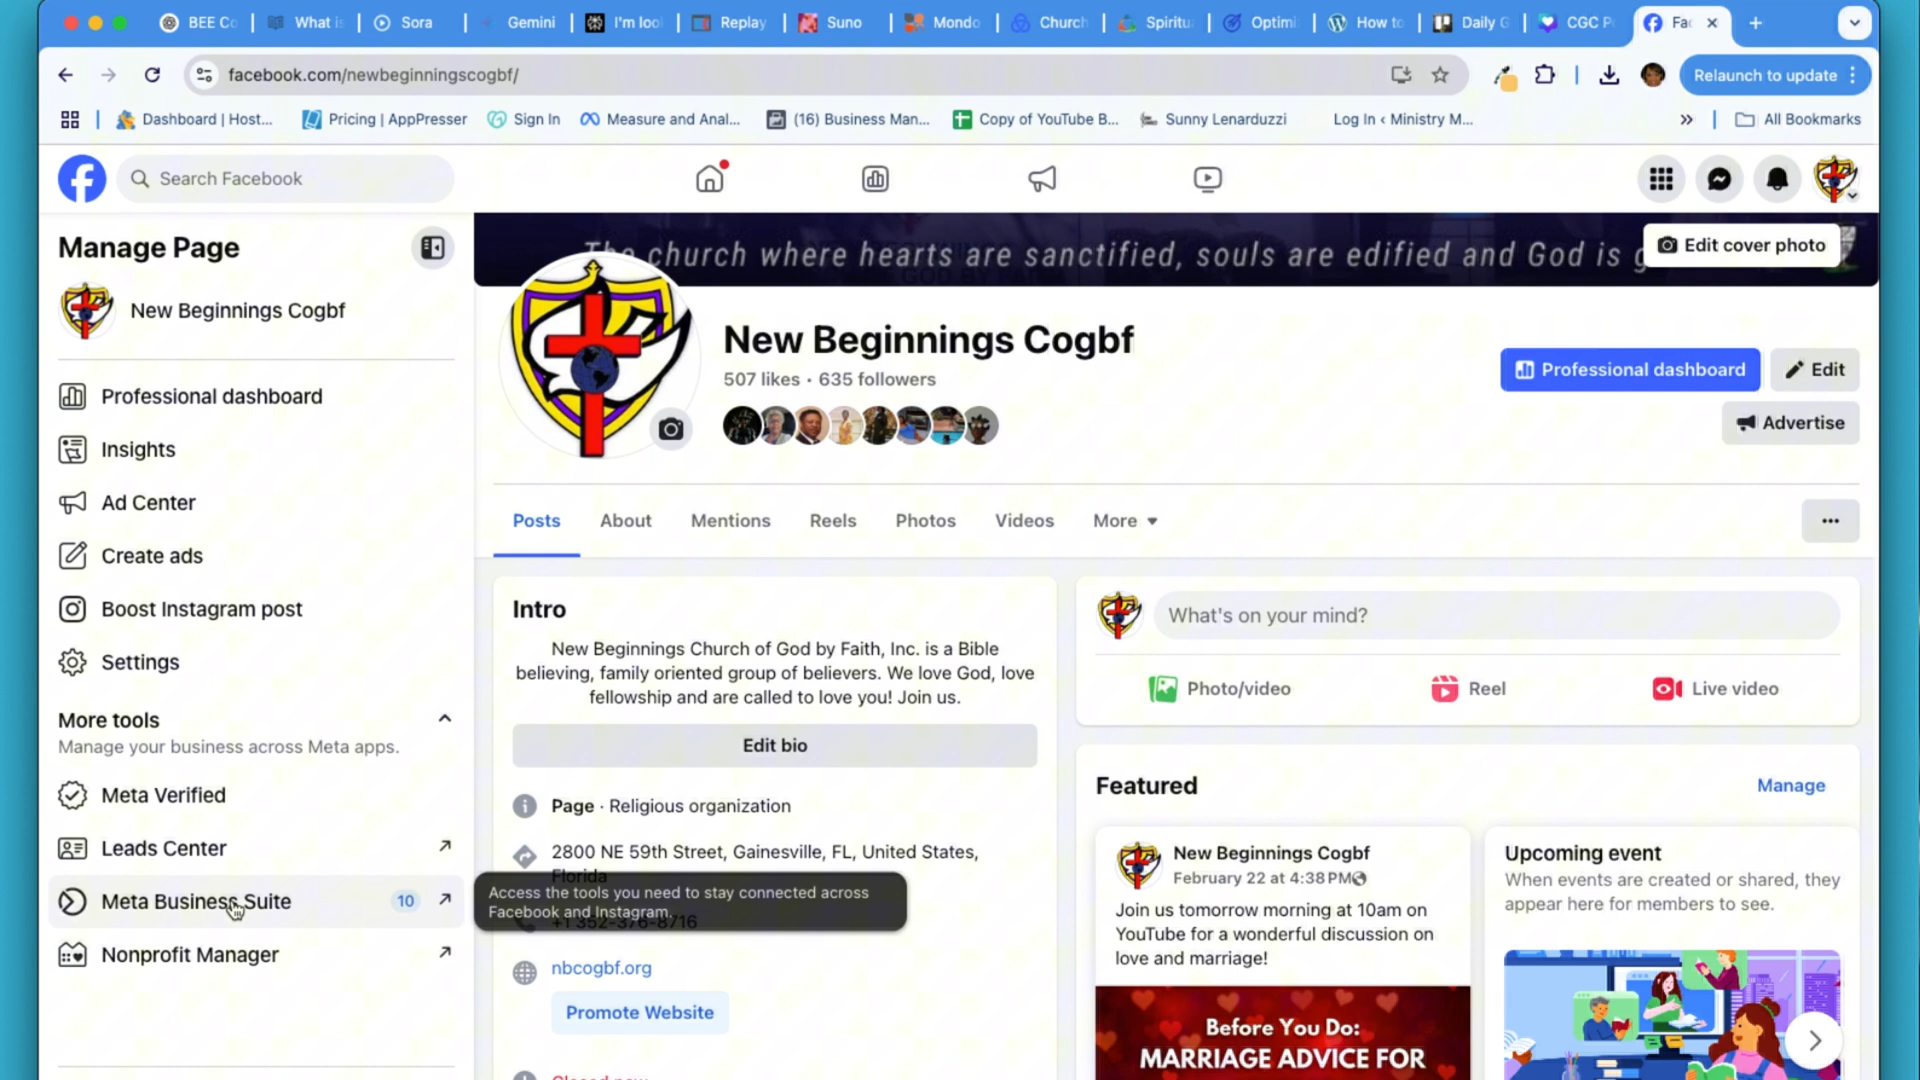 BEE Co
What is
Sora
Gemini
I'm loo
Replay
Suno
Mondo
Church
Spiritu
Optimi
How to
Daily G
CGC P
Fac
facebook.com/newbeginningscogbf/
Relaunch to update
Dashboard | Host...
Pricing | AppPresser
Sign In
Measure and Anal...
(16) Business Man...
Copy of YouTube B...
Sunny Lenarduzzi
Log In ‹ Ministry M...
All Bookmarks
Search Facebook
Manage Page
New Beginnings Cogbf
Professional dashboard
Insights
Ad Center
Create ads
Boost Instagram post
Settings
More tools
Manage your business across Meta apps.
Meta Verified
Leads Center
Meta Business Suite
10
Nonprofit Manager
The church where hearts are sanctified, souls are edified and God is g
Edit cover photo
New Beginnings Cogbf
507 likes • 635 followers
Professional dashboard
Edit
Advertise
Posts
About
Mentions
Reels
Photos
Videos
More
Intro
New Beginnings Church of God by Faith, Inc. is a Bible
believing, family oriented group of believers. We love God, love
fellowship and are called to love you! Join us.
Edit bio
Page · Religious organization
2800 NE 59th Street, Gainesville, FL, United States,
Florida
Access the tools you need to stay connected across
Facebook and Instagram.
+1 352-376-8716
nbcogbf.org
Promote Website
Closed now
What's on your mind?
Photo/video
Reel
Live video
Featured
Manage
New Beginnings Cogbf
February 22 at 4:38 PM
Join us tomorrow morning at 10am on
YouTube for a wonderful discussion on
love and marriage!
Before You Do:
MARRIAGE ADVICE FOR
Upcoming event
When events are created or shared, they
appear here for members to see.